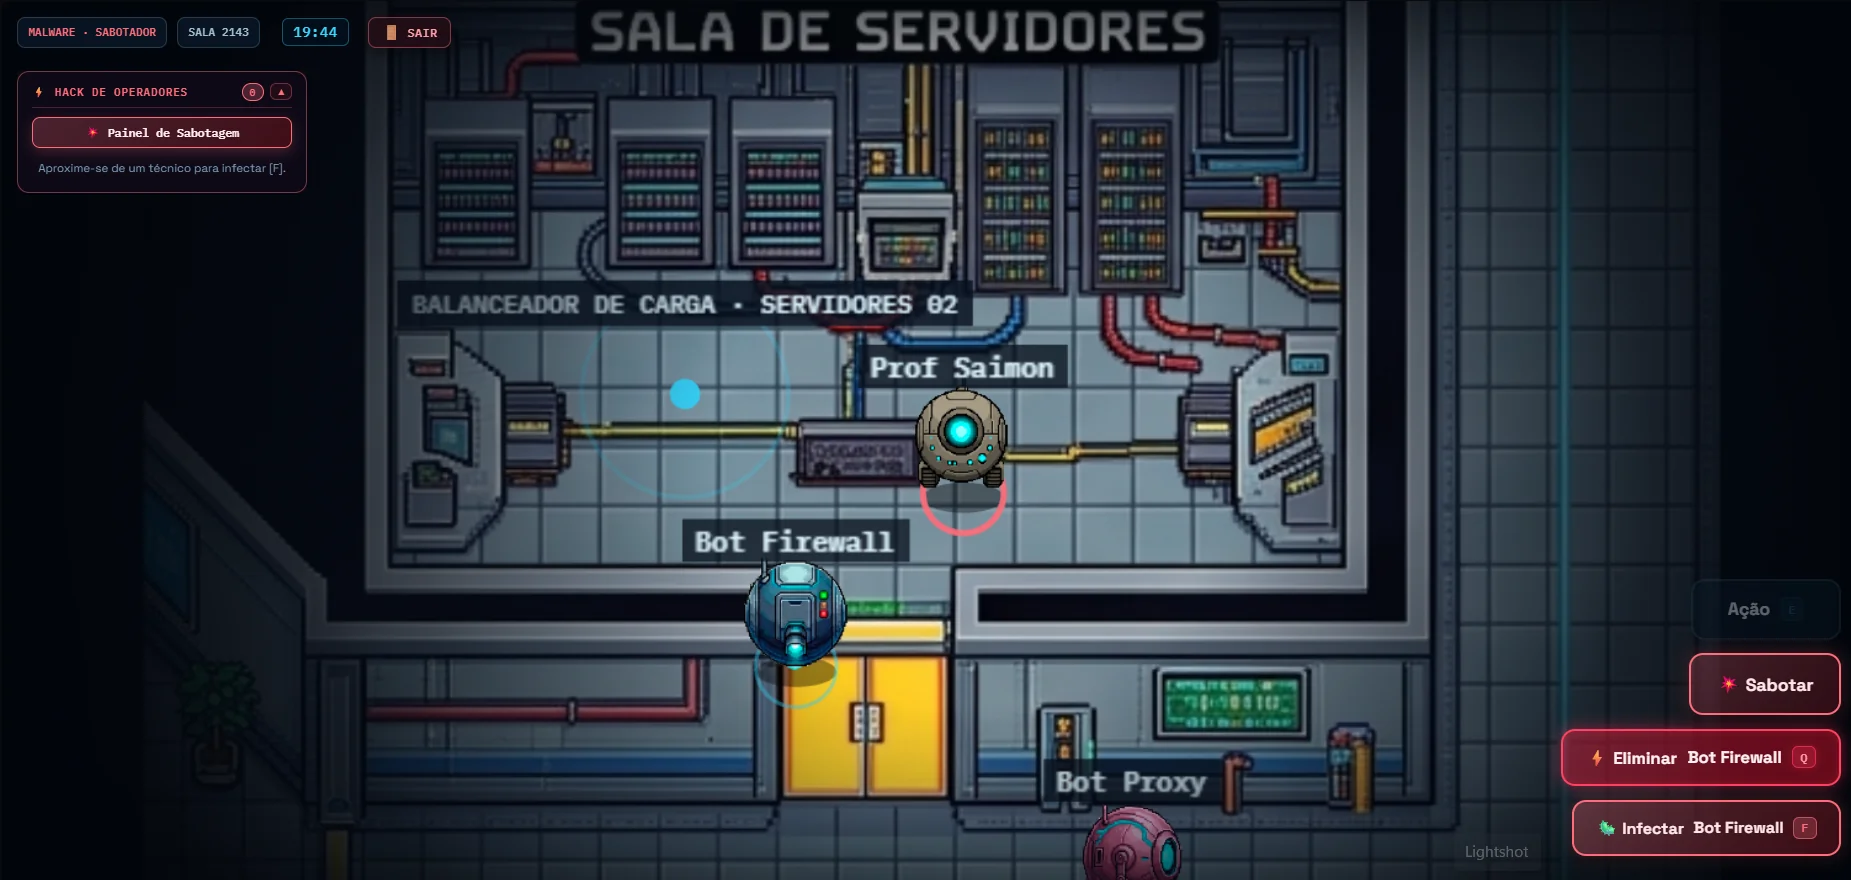 MALWARE · SABOTADOR
SALA 2143
19:44
SAIR
SALA DE SERVIDORES
HACK DE OPERADORES
0
Painel de Sabotagem
Aproxime-se de um técnico para infectar [F].
BALANCEADOR DE CARGA · SERVIDORES 02
Prof Saimon
Bot Firewall
Bot Proxy
Ação E
Sabotar
Eliminar Bot Firewall Q
Infectar Bot Firewall F
Lightshot